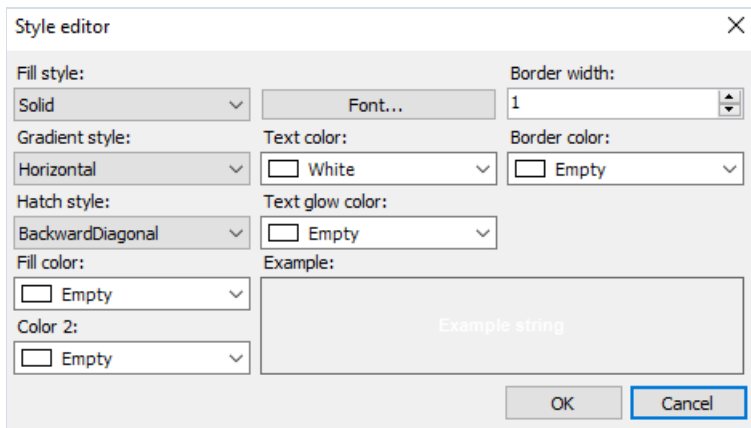 Style editor
Fill style:
Border width:
Solid
Font...
1
Gradient style:
Text color:
Border color:
Horizontal
White
Empty
Hatch style:
Text glow color:
BackwardDiagonal
Empty
Fill color:
Example:
Empty
Example string
Color 2:
Empty
OK
Cancel